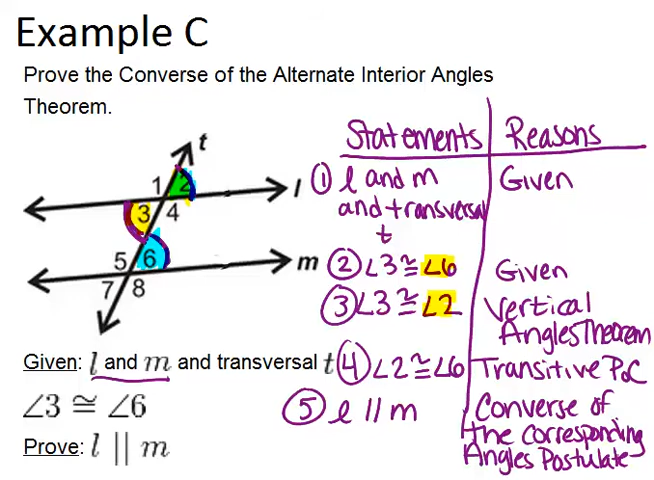 Example C
Prove the Converse of the Alternate Interior Angles
Theorem.
t
1 2
l
3 4
5 6
m
7 8
Given: l and m and transversal t
∠3 ≅ ∠6
Prove: l || m
Statements Reasons
① l and m Given
and transversal
t
② ∠3 ≅ ∠6 Given
③ ∠3 ≅ ∠2 Vertical
Angles Theorem
④ ∠2 ≅ ∠6 Transitive PoC
⑤ l // m Converse of
the corresponding
Angles Postulate